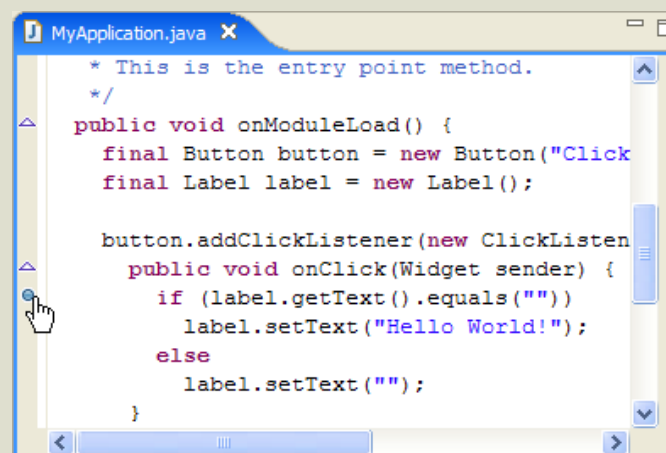 MyApplication.java
* This is the entry point method.
*/
public void onModuleLoad() {
final Button button = new Button("Click
final Label label = new Label();
button.addClickListener(new ClickListen
public void onClick(Widget sender) {
if (label.getText().equals(""))
label.setText("Hello World!");
else
label.setText("");
}